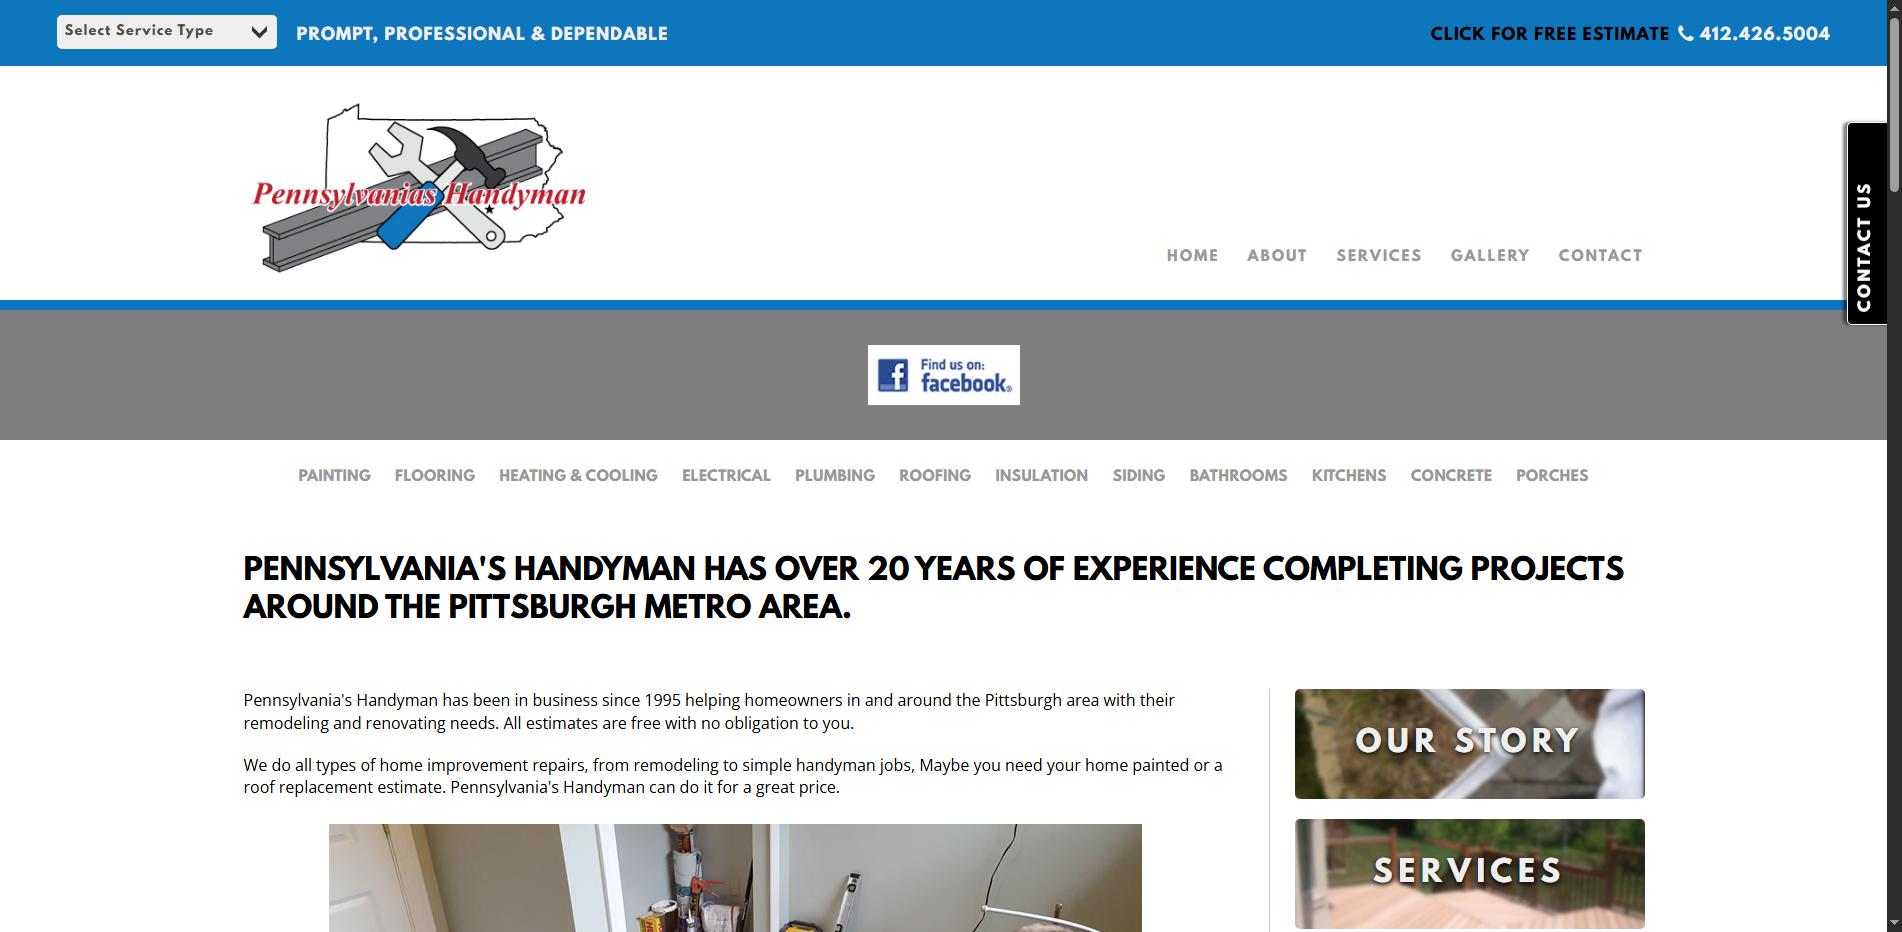 Select Service Type
PROMPT, PROFESSIONAL & DEPENDABLE
CLICK FOR FREE ESTIMATE 412.426.5004
Pennsylvanias Handyman
HOME ABOUT SERVICES GALLERY CONTACT
CONTACT US
Find us on:
facebook®
PAINTING FLOORING HEATING & COOLING ELECTRICAL PLUMBING ROOFING INSULATION SIDING BATHROOMS KITCHENS CONCRETE PORCHES
PENNSYLVANIA'S HANDYMAN HAS OVER 20 YEARS OF EXPERIENCE COMPLETING PROJECTS
AROUND THE PITTSBURGH METRO AREA.
Pennsylvania's Handyman has been in business since 1995 helping homeowners in and around the Pittsburgh area with their
remodeling and renovating needs. All estimates are free with no obligation to you.
We do all types of home improvement repairs, from remodeling to simple handyman jobs, Maybe you need your home painted or a
roof replacement estimate. Pennsylvania's Handyman can do it for a great price.
OUR STORY
SERVICES